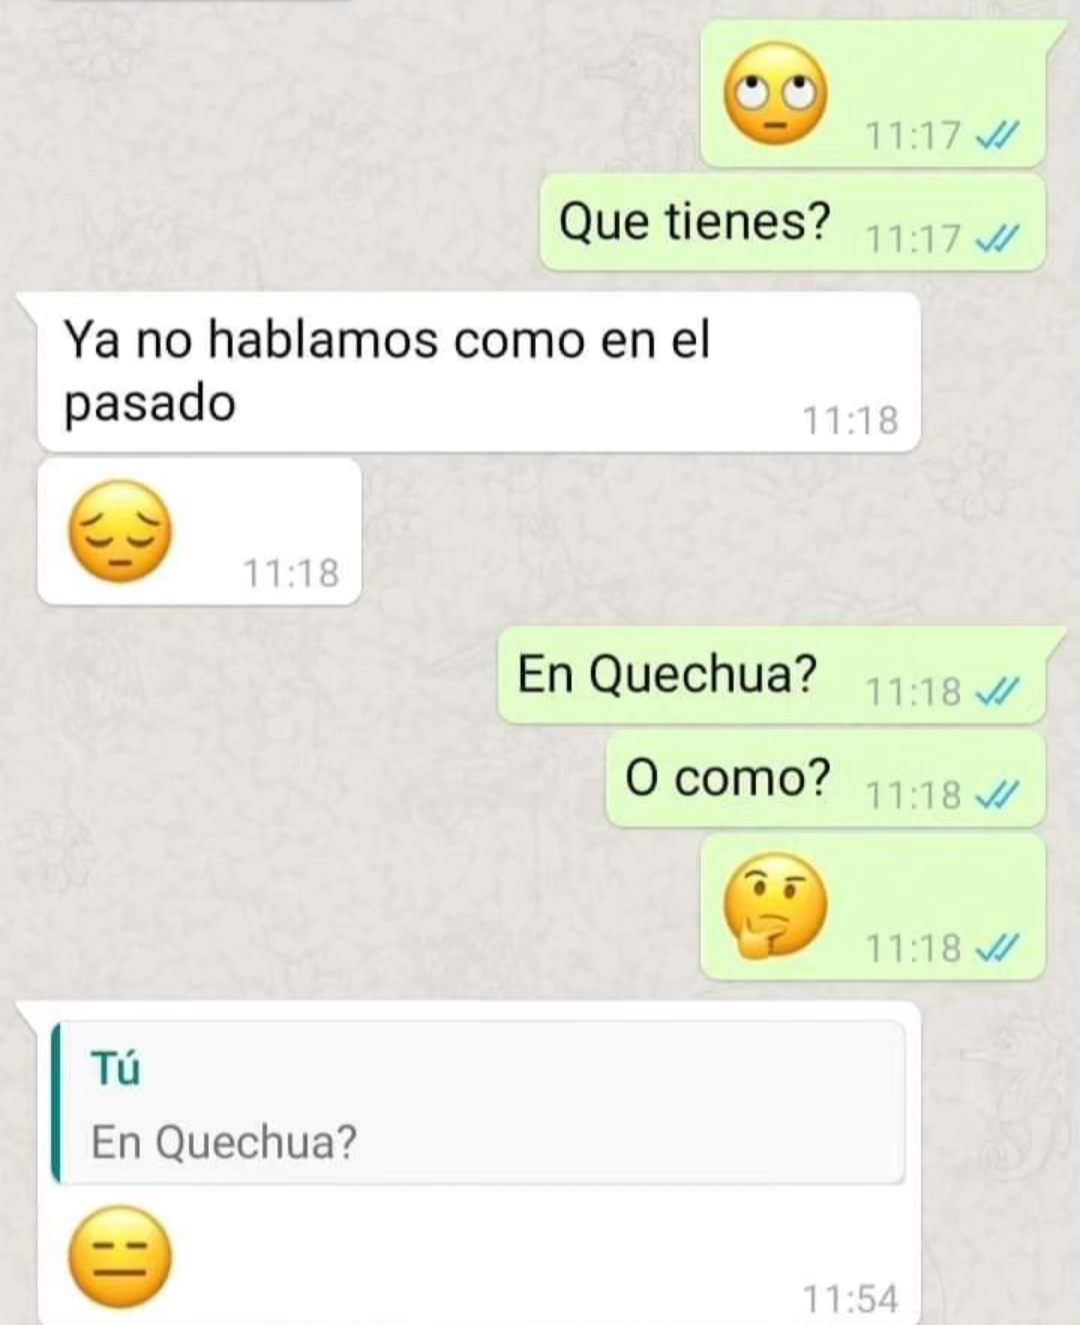 🙄
11:17
Que tienes? 11:17
Ya no hablamos como en el
pasado
11:18
😔
11:18
En Quechua? 11:18
O como? 11:18
🤔
11:18
Tú
En Quechua?
😑
11:54